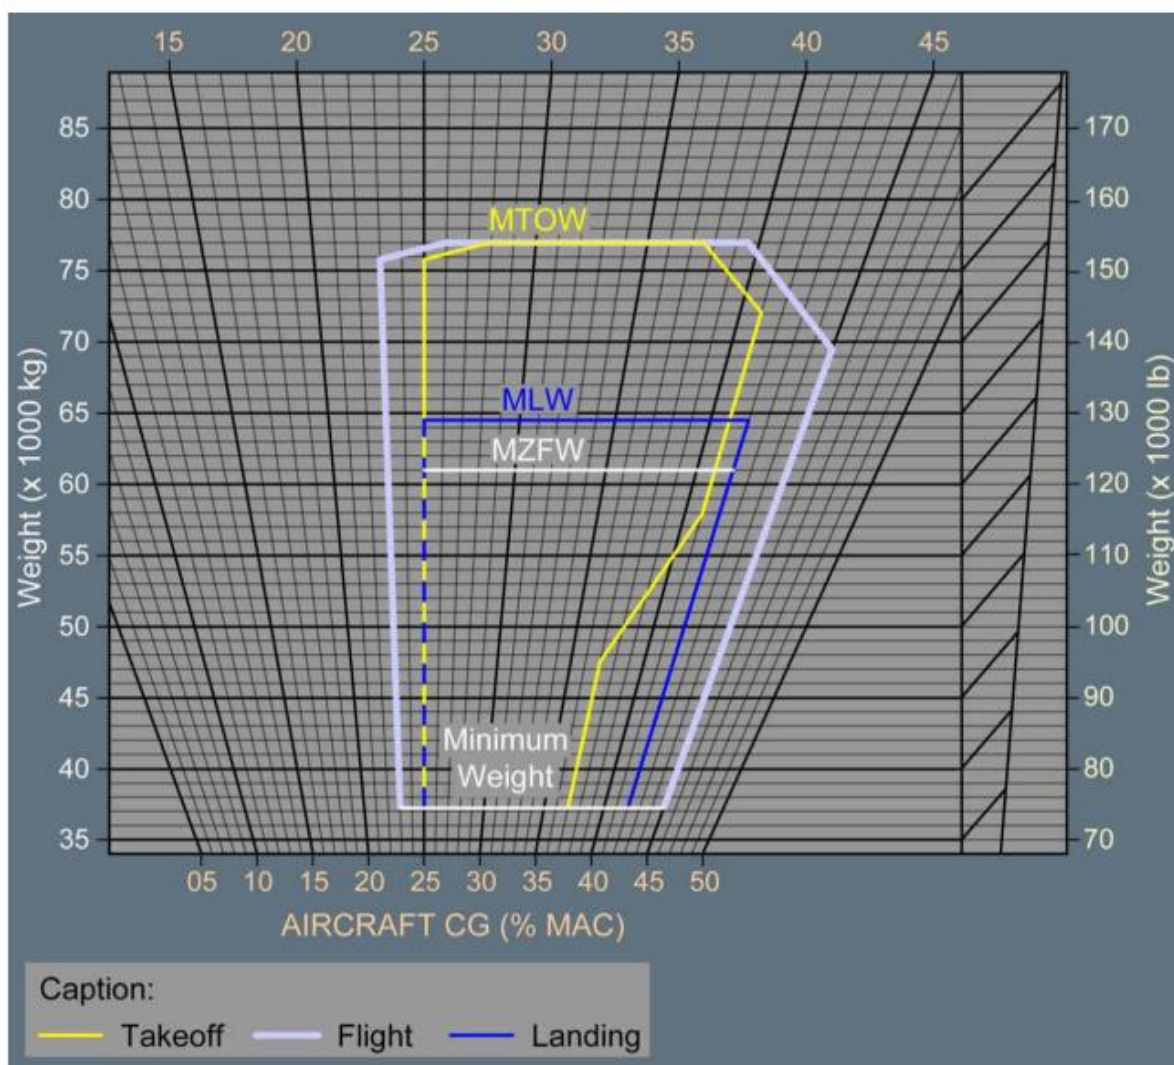 15 20 25 30 35 40 45
85 170
80 160
MTOW
75 150
70 140
65 130
MLW
MZFW
60 120
55 110
50 100
45 90
Minimum
Weight
40 80
35 70
Weight (x 1000 kg)
Weight (x 1000 lb)
05 10 15 20 25 30 35 40 45 50
AIRCRAFT CG (% MAC)
Caption:
Takeoff Flight Landing